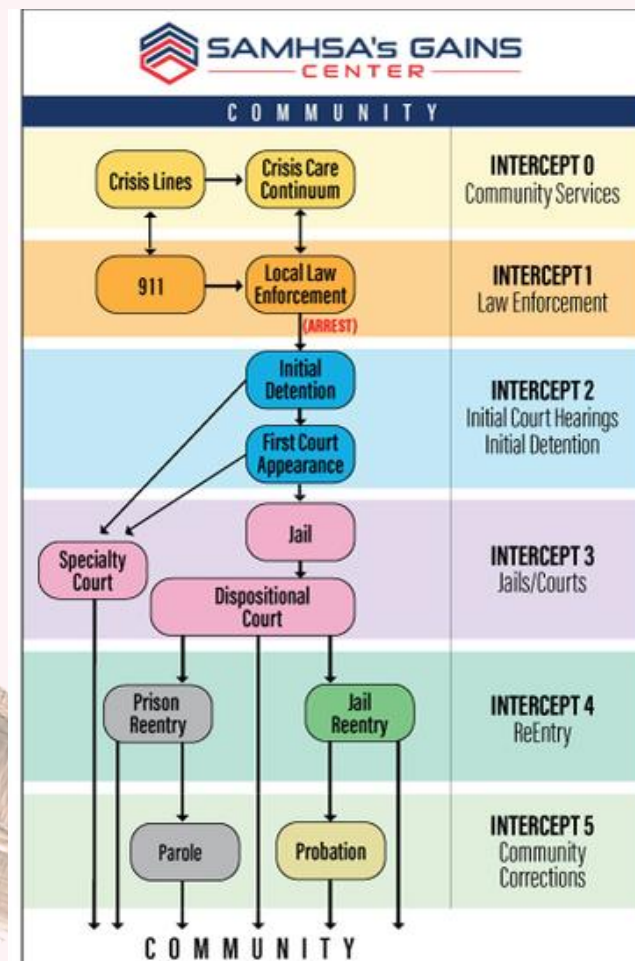 SAMHSA's GAINS
CENTER
COMMUNITY
Crisis Lines
Crisis Care
Continuum
INTERCEPT 0
Community Services
911
Local Law
Enforcement
(ARREST)
INTERCEPT 1
Law Enforcement
Initial
Detention
First Court
Appearance
INTERCEPT 2
Initial Court Hearings
Initial Detention
Jail
Specialty
Court
Dispositional
Court
INTERCEPT 3
Jails/Courts
Prison
Reentry
Jail
Reentry
INTERCEPT 4
ReEntry
Parole
Probation
INTERCEPT 5
Community
Corrections
COMMUNITY